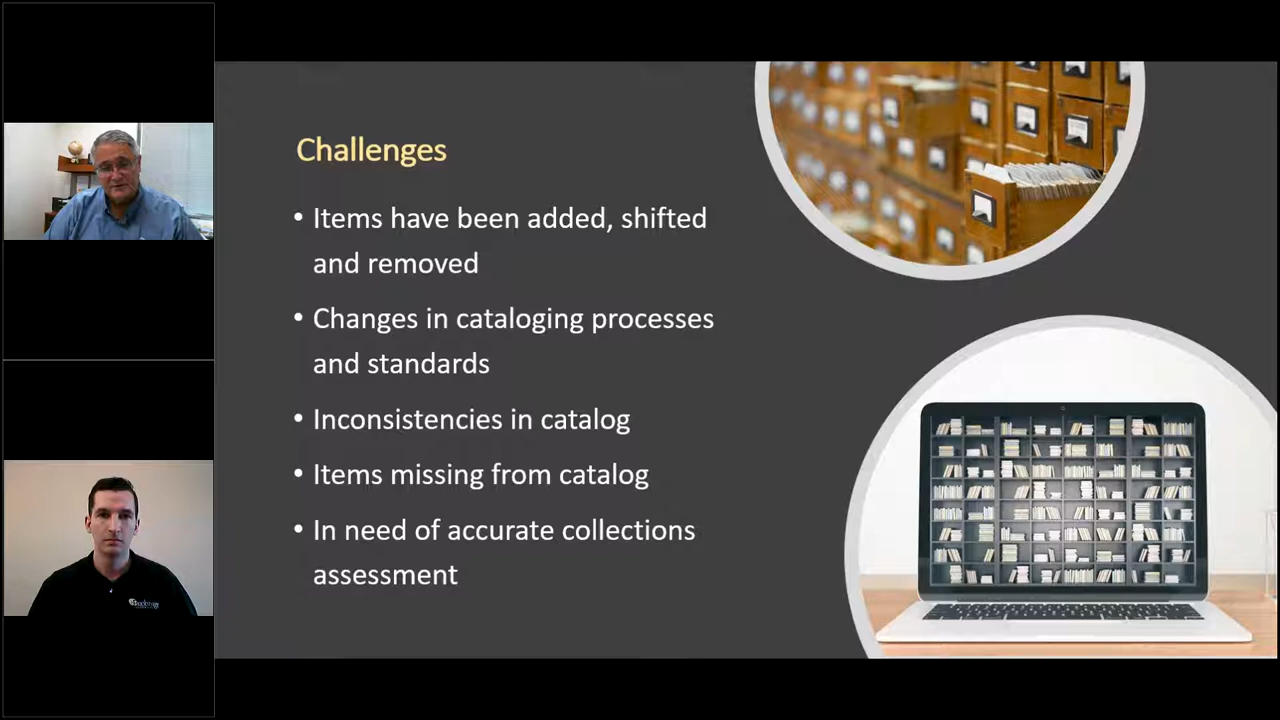 Challenges
• Items have been added, shifted
and removed
• Changes in cataloging processes
and standards
• Inconsistencies in catalog
• Items missing from catalog
• In need of accurate collections
assessment